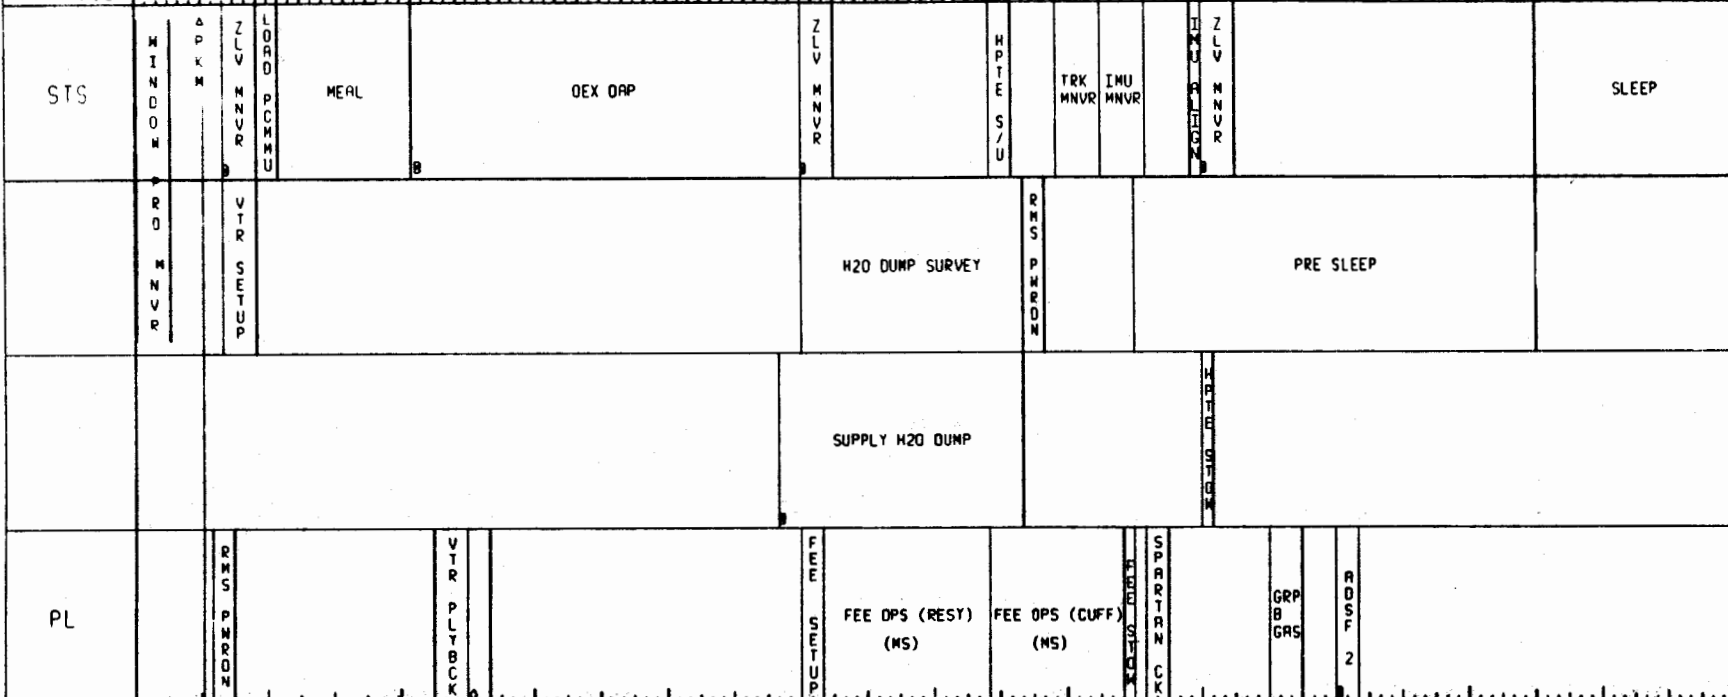 STS
WINDOW PRO MNVR
ΔPKM
ZLV MNVR
LOAD PCMMU
MEAL
OEX DAP
ZLV MNVR
HPTE S/U
TRK
MNVR
IMU
MNVR
IMU ALIGN
ZLV MNVR
SLEEP
VTR SETUP
H2O DUMP SURVEY
RMS PWRDN
PRE SLEEP
SUPPLY H2O DUMP
HPTE STOW
PL
RMS PWRDN
VTR PLYBCK
FEE SETUP
FEE OPS (RESY)
(MS)
FEE OPS (CUFF)
(MS)
FEE STOW
SPARTAN CK
GRP
B
GAS
ADSF 2